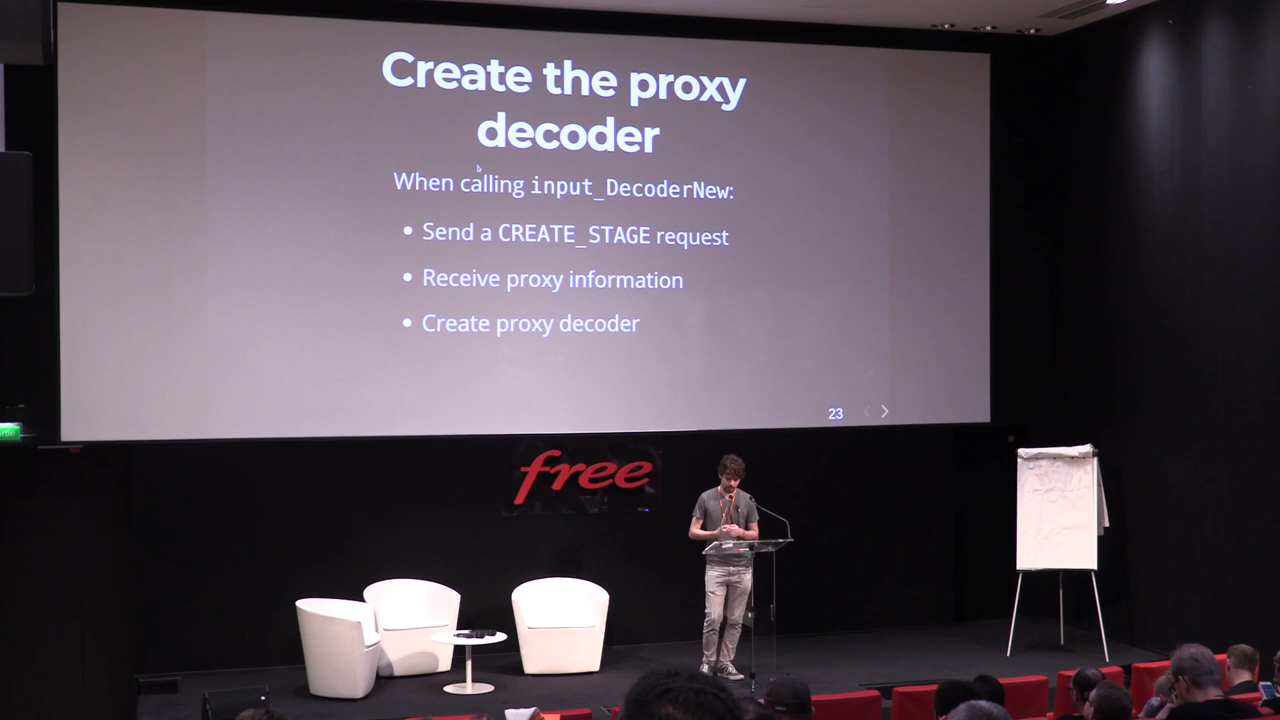 Create the proxy
decoder
When calling input_DecoderNew:
• Send a CREATE_STAGE request
• Receive proxy information
• Create proxy decoder
23
free